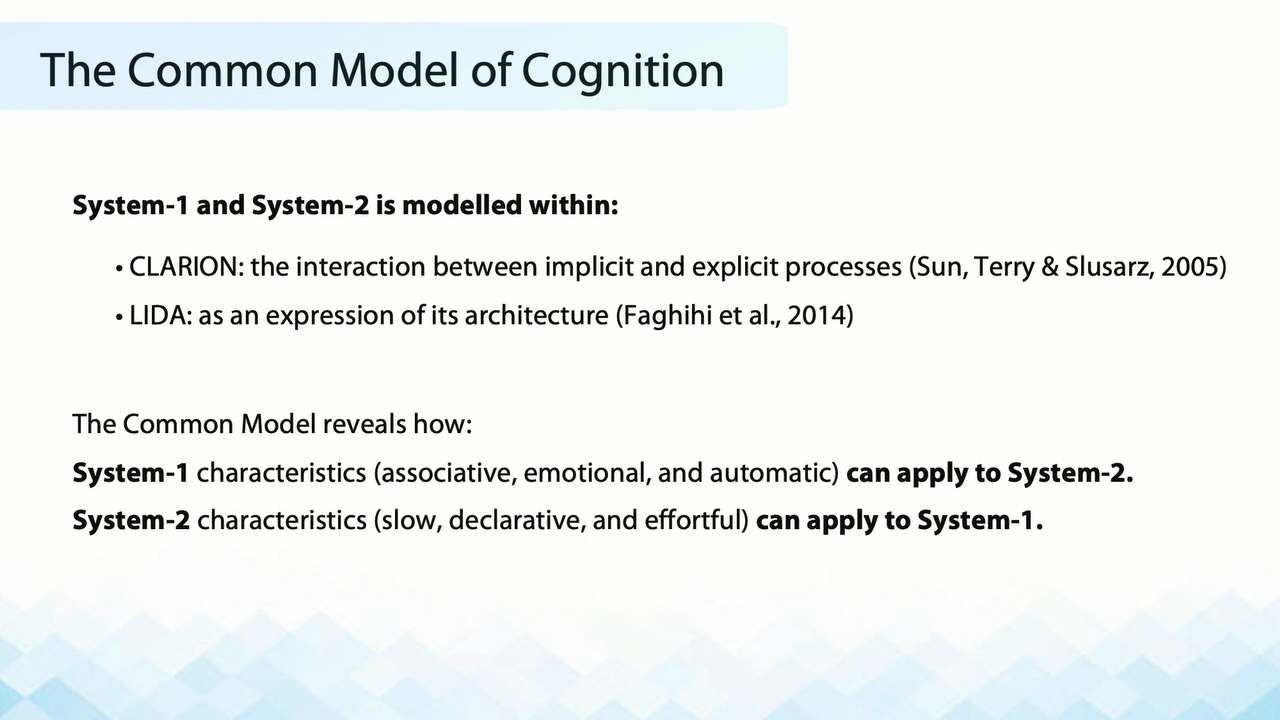 The Common Model of Cognition
System-1 and System-2 is modelled within:
• CLARION: the interaction between implicit and explicit processes (Sun, Terry & Slusarz, 2005)
• LIDA: as an expression of its architecture (Faghihi et al., 2014)
The Common Model reveals how:
System-1 characteristics (associative, emotional, and automatic) can apply to System-2.
System-2 characteristics (slow, declarative, and effortful) can apply to System-1.